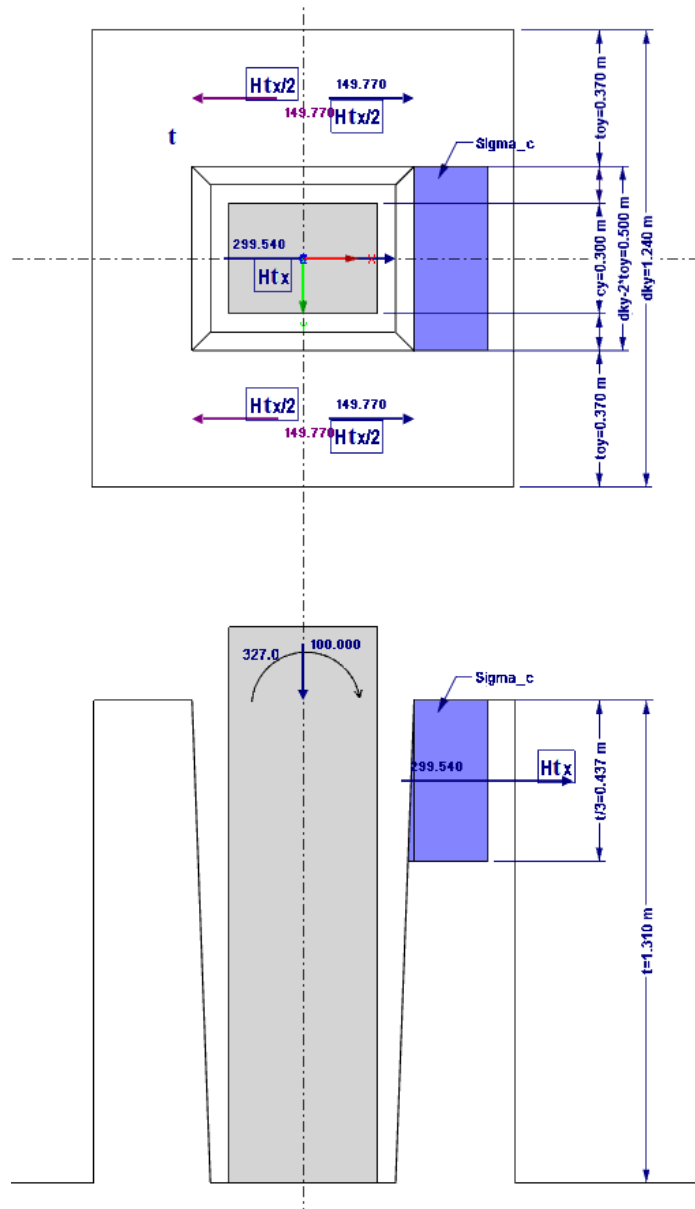 Htx/2
149.770
149.770
Htx/2
t
Sigma_c
299.540
Htx
X
toy=0.370 m
cy=0.300 m
dky-2*toy=0.500 m
dky=1.240 m
toy=0.370 m
Htx/2
149.770
149.770
Htx/2
327.0
100.000
Sigma_c
299.540
Htx
t/3=0.437 m
t=1.310 m